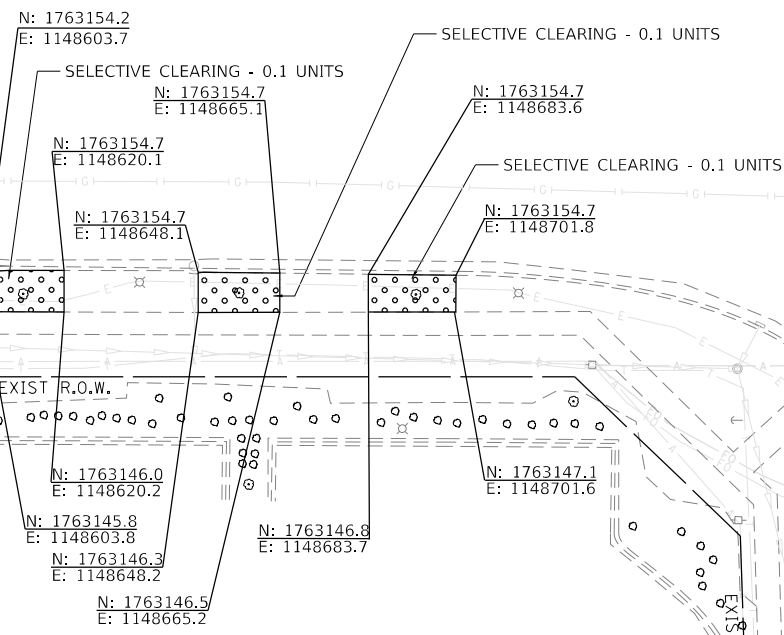 N: 1763154.2
E: 1148603.7
SELECTIVE CLEARING - 0.1 UNITS
SELECTIVE CLEARING - 0.1 UNITS
N: 1763154.7
E: 1148665.1
N: 1763154.7
E: 1148683.6
N: 1763154.7
E: 1148620.1
SELECTIVE CLEARING - 0.1 UNITS
G
G
G
G
G
N: 1763154.7
E: 1148648.1
N: 1763154.7
E: 1148701.8
E
E
E
E
E
E
A
A
A
A
A
A
EXIST R.O.W.
N: 1763146.0
E: 1148620.2
N: 1763147.1
E: 1148701.6
N: 1763145.8
E: 1148603.8
N: 1763146.8
E: 1148683.7
N: 1763146.3
E: 1148648.2
N: 1763146.5
E: 1148665.2
EXIS